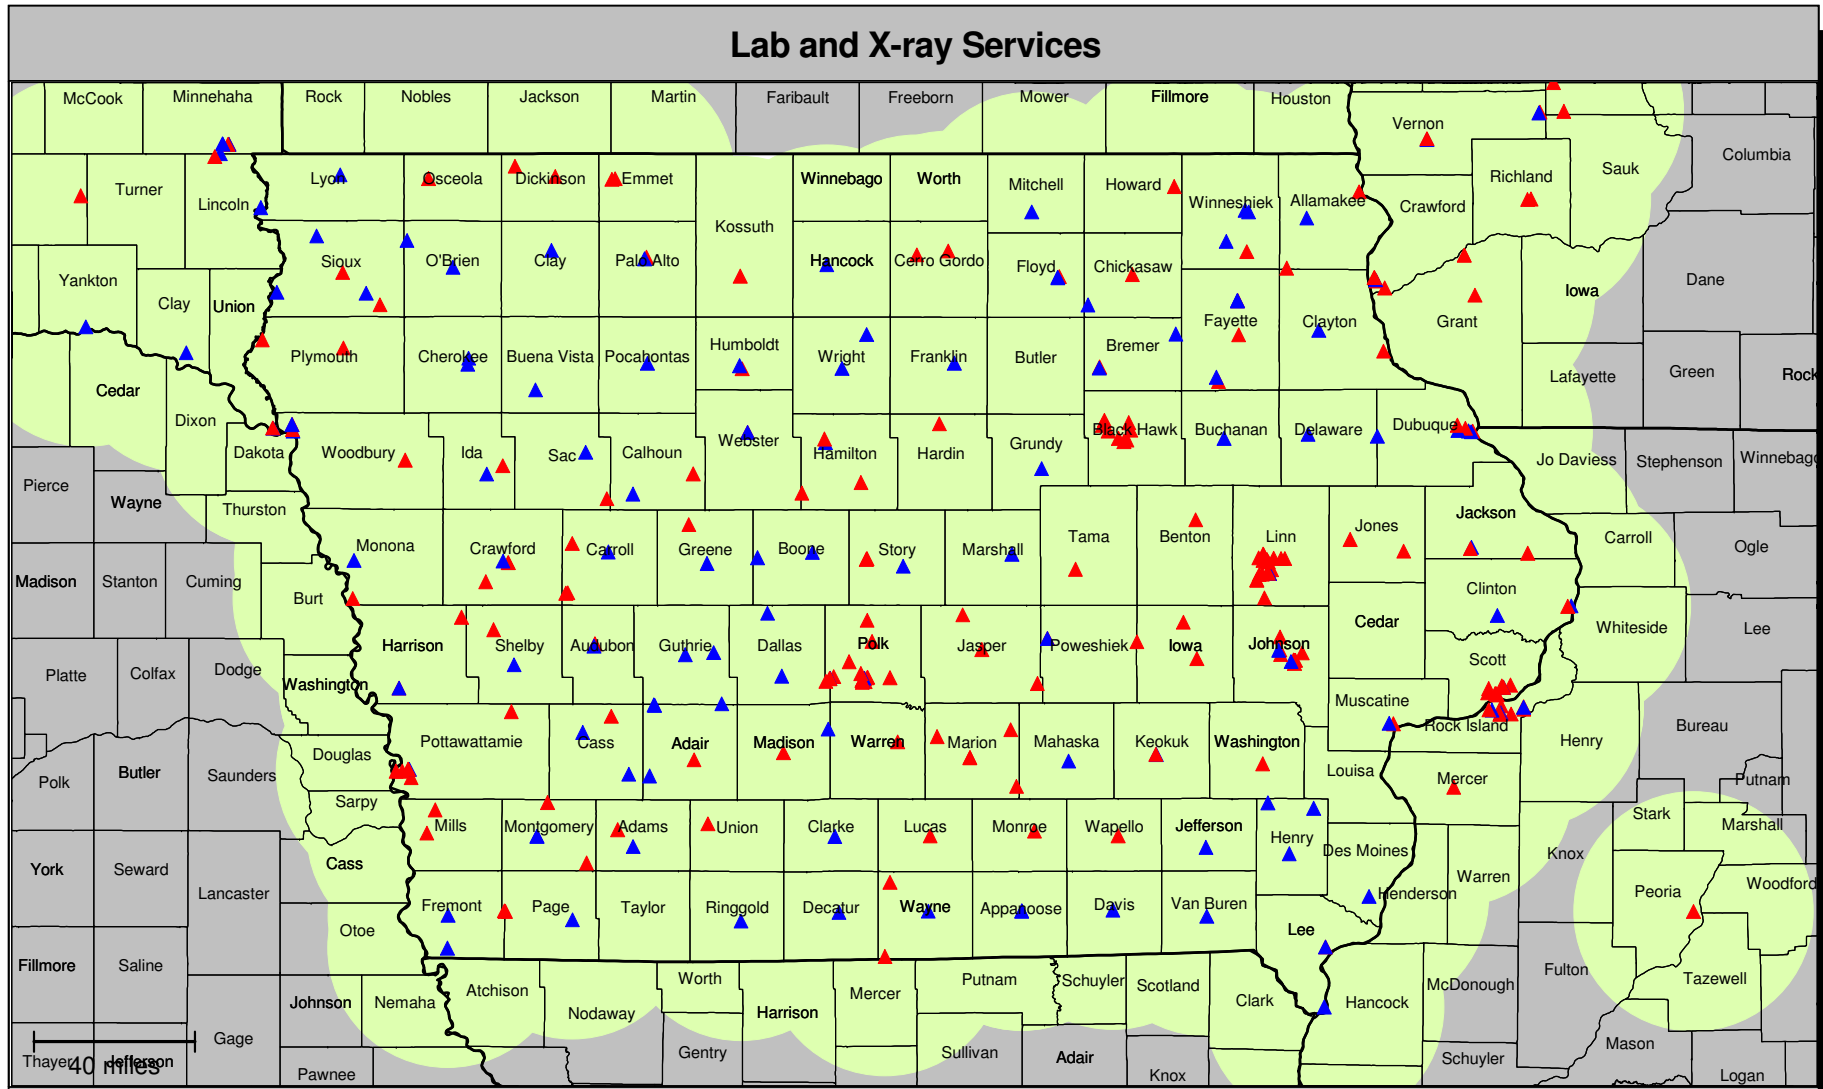 Lab and X-ray Services
McCook Minnehaha Rock Nobles Jackson Martin Faribault Freeborn Mower Fillmore Houston
Vernon
Columbia
Sauk
Turner Lincoln Lyon Osceola Dickinson Emmet Winnebago Worth Mitchell Howard Winneshiek Allamakee Crawford Richland
Kossuth
Yankton Clay Union Sioux O'Brien Clay Palo Alto Hancock Cerro Gordo Floyd Chickasaw Iowa Dane
Fayette Clayton Grant
Plymouth Cherokee Buena Vista Pocahontas Humboldt Wright Franklin Butler Bremer
Lafayette Green Rock
Cedar Dixon
Dakota Woodbury Ida Sac Calhoun Webster Hamilton Hardin Grundy Black Hawk Buchanan Delaware Dubuque
Jo Daviess Stephenson Winnebago
Pierce Wayne Thurston
Jackson
Monona Crawford Carroll Greene Boone Story Marshall Tama Benton Linn Jones
Carroll Ogle
Madison Stanton Cuming Burt
Clinton
Whiteside Lee
Harrison Shelby Audubon Guthrie Dallas Polk Jasper Poweshiek Iowa Johnson Cedar
Scott
Platte Colfax Dodge Washington
Muscatine
Rock Island
Henry
Bureau
Pottawattamie Cass Adair Madison Warren Marion Mahaska Keokuk Washington
Douglas
Louisa Mercer
Putnam
Polk Butler Saunders Sarpy
Stark Marshall
Mills Montgomery Adams Union Clarke Lucas Monroe Wapello Jefferson Henry Des Moines
Knox
York Seward Lancaster Cass
Warren
Henderson
Peoria Woodford
Fremont Page Taylor Ringgold Decatur Wayne Appanoose Davis Van Buren
Lee
Otoe
Fillmore Saline
Fulton Tazewell
Johnson Nemaha Atchison Nodaway Worth Harrison Mercer Putnam Schuyler Scotland Clark Hancock McDonough
Gage
Thayer Jefferson
40 miles
Pawnee
Gentry Sullivan Adair Knox
Schuyler Mason Logan